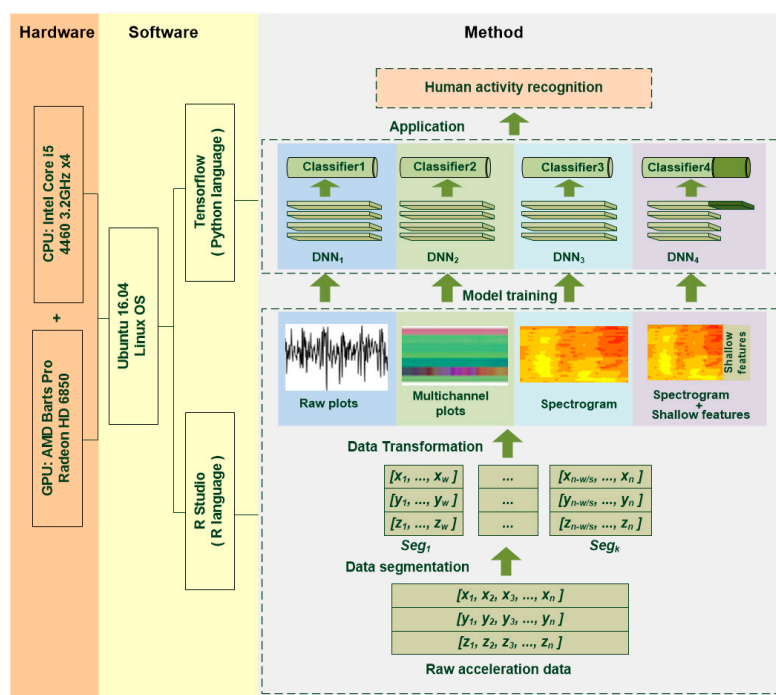 Hardware
Software
Method
CPU: Intel Core i5
4460 3.2GHz x4
+
GPU: AMD Barts Pro
Radeon HD 6850
Ubuntu 16.04
Linux OS
Tensorflow
( Python language )
R Studio
( R language )
Human activity recognition
Application
Classifier1
Classifier2
Classifier3
Classifier4
DNN1
DNN2
DNN3
DNN4
Model training
Shallow
features
Raw plots
Multichannel
plots
Spectrogram
Spectrogram
+
Shallow features
Data Transformation
[x1, ..., xw ]
...
[xn-w/s, ..., xn ]
[y1, ..., yw ]
...
[yn-w/s, ..., yn ]
[z1, ..., zw ]
...
[zn-w/s, ..., zn ]
Seg1
Segk
Data segmentation
[x1, x2, x3, ..., xn ]
[y1, y2, y3, ..., yn ]
[z1, z2, z3, ..., zn ]
Raw acceleration data